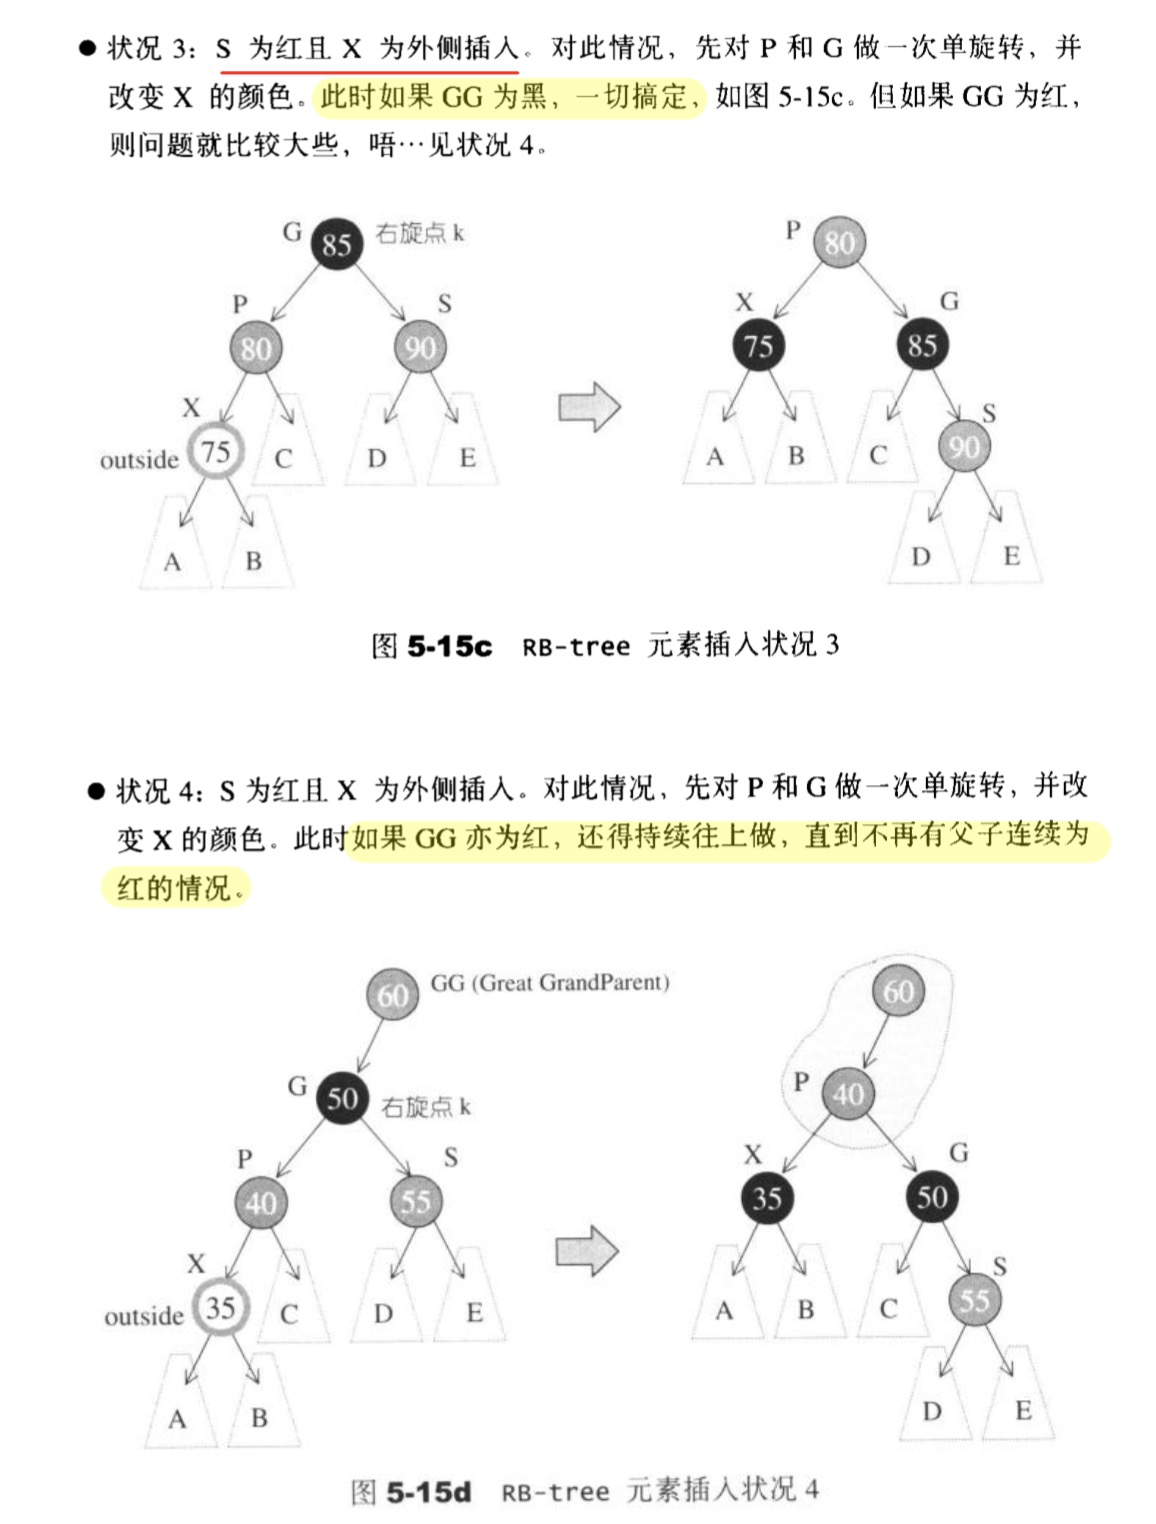 ● 状况 3：S 为红且 X 为外侧插入。对此情况，先对 P 和 G 做一次单旋转，并
改变 X 的颜色。此时如果 GG 为黑，一切搞定，如图 5-15c。但如果 GG 为红，
则问题就比较大些，唔…见状况 4。
G 85 右旋点 k
P 80
P S
80 90
X G
75 85
X
outside 75 C D E
A B C
S
90
A B
D E
图 5-15c RB-tree 元素插入状况 3
● 状况 4：S 为红且 X 为外侧插入。对此情况，先对 P 和 G 做一次单旋转，并改
变 X 的颜色。此时如果 GG 亦为红，还得持续往上做，直到不再有父子连续为
红的情况。
60 GG (Great GrandParent)
60
G 50 右旋点 k
P 40
P S
40 55
X G
35 50
X
outside 35 C D E
A B C
S
55
A B
D E
图 5-15d RB-tree 元素插入状况 4